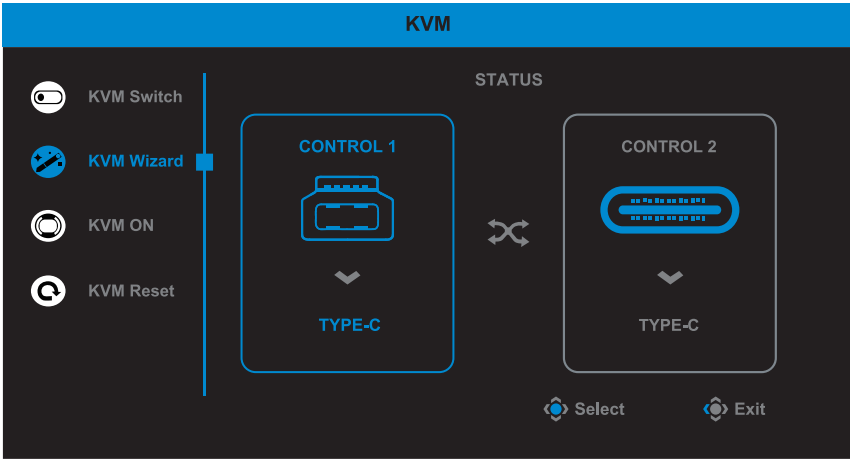 KVM
STATUS
KVM Switch
KVM Wizard
KVM ON
KVM Reset
CONTROL 1
TYPE-C
CONTROL 2
TYPE-C
Select
Exit